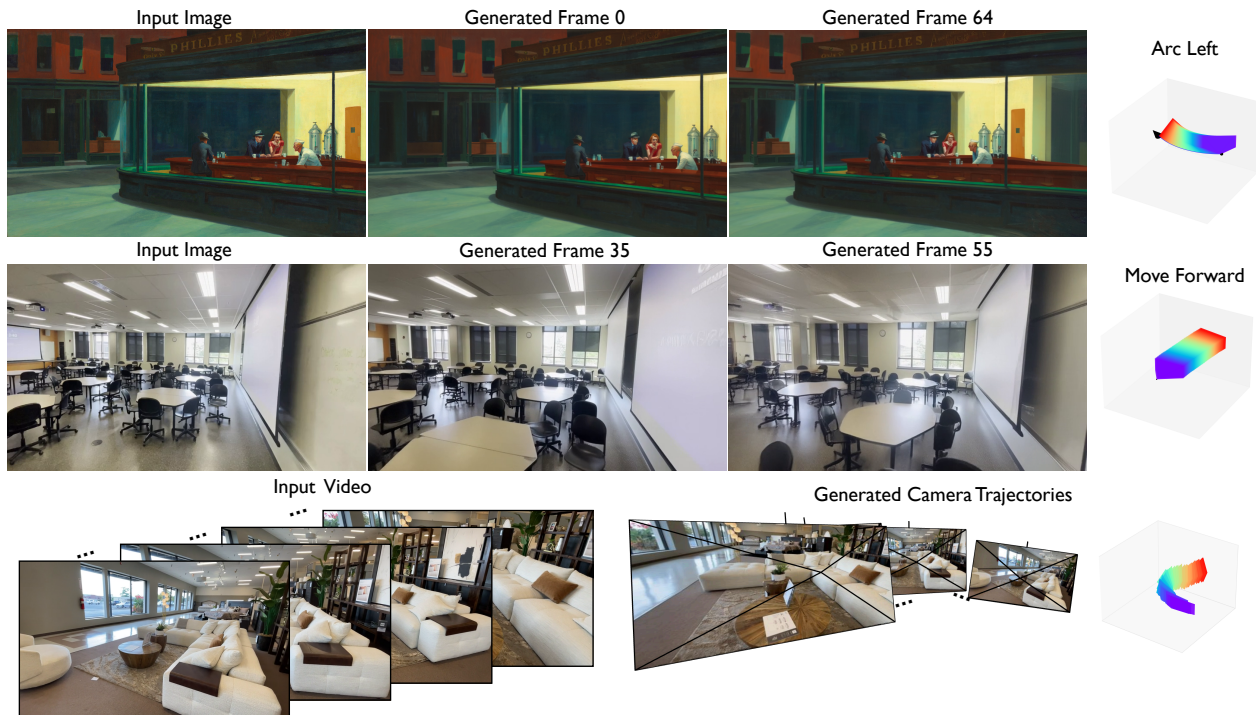 Input Image
Generated Frame 0
Generated Frame 64
Arc Left
PHILLIES
PHILLIES
PHILLIES
Input Image
Generated Frame 35
Generated Frame 55
Move Forward
Input Video
Generated Camera Trajectories